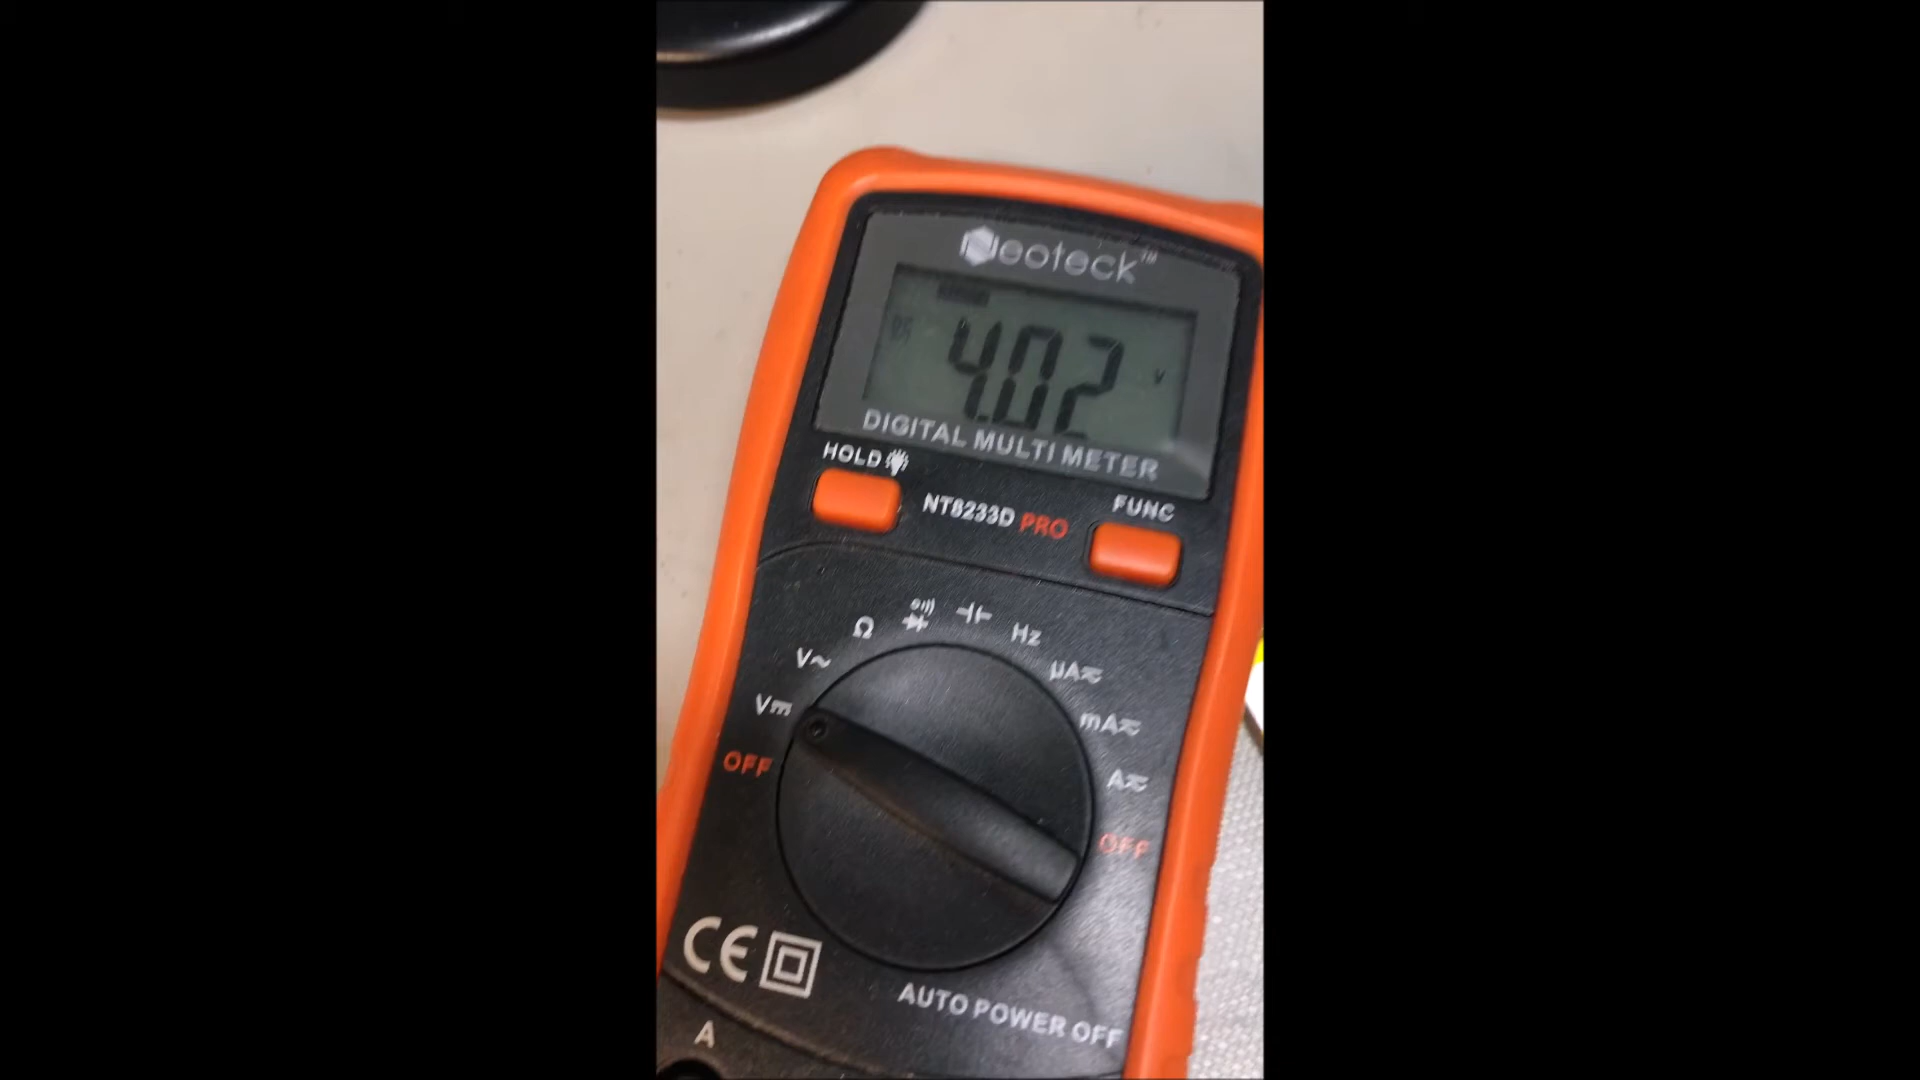 Neoteck™
4.02 V
DIGITAL MULTI METER
HOLD
FUNC
NT8233D PRO
Hz
Ω
µA
V~
mA
V
A
OFF
OFF
CE
AUTO POWER OFF
A